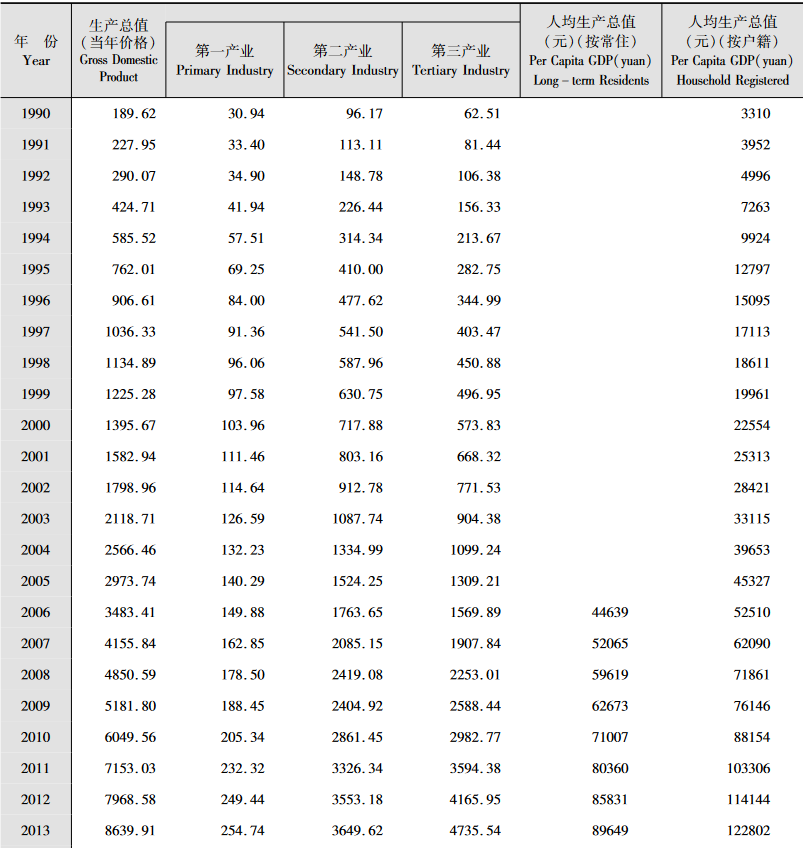 年 份 生产总值 人均生产总值 人均生产总值
Year (当年价格) 第一产业 第二产业 第三产业 (元)(按常住) (元)(按户籍)
Gross Domestic Primary Industry Secondary Industry Tertiary Industry Per Capita GDP(yuan) Per Capita GDP(yuan)
Product Long-term Residents Household Registered
1990 189.62 30.94 96.17 62.51 3310
1991 227.95 33.40 113.11 81.44 3952
1992 290.07 34.90 148.78 106.38 4996
1993 424.71 41.94 226.44 156.33 7263
1994 585.52 57.51 314.34 213.67 9924
1995 762.01 69.25 410.00 282.75 12797
1996 906.61 84.00 477.62 344.99 15095
1997 1036.33 91.36 541.50 403.47 17113
1998 1134.89 96.06 587.96 450.88 18611
1999 1225.28 97.58 630.75 496.95 19961
2000 1395.67 103.96 717.88 573.83 22554
2001 1582.94 111.46 803.16 668.32 25313
2002 1798.96 114.64 912.78 771.53 28421
2003 2118.71 126.59 1087.74 904.38 33115
2004 2566.46 132.23 1334.99 1099.24 39653
2005 2973.74 140.29 1524.25 1309.21 45327
2006 3483.41 149.88 1763.65 1569.89 44639 52510
2007 4155.84 162.85 2085.15 1907.84 52065 62090
2008 4850.59 178.50 2419.08 2253.01 59619 71861
2009 5181.80 188.45 2404.92 2588.44 62673 76146
2010 6049.56 205.34 2861.45 2982.77 71007 88154
2011 7153.03 232.32 3326.34 3594.38 80360 103306
2012 7968.58 249.44 3553.18 4165.95 85831 114144
2013 8639.91 254.74 3649.62 4735.54 89649 122802